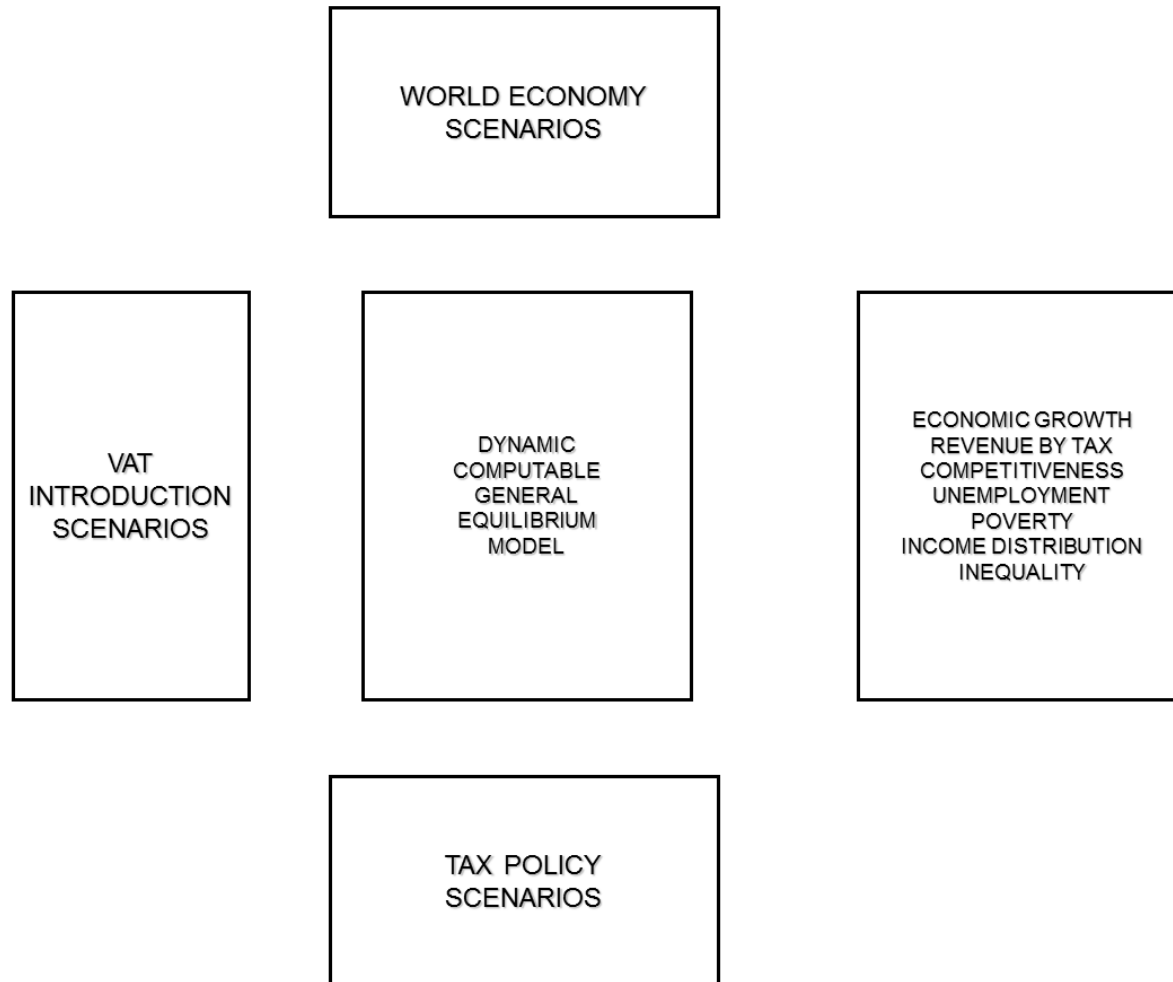 WORLD ECONOMY
SCENARIOS
VAT
INTRODUCTION
SCENARIOS
DYNAMIC
COMPUTABLE
GENERAL
EQUILIBRIUM
MODEL
ECONOMIC GROWTH
REVENUE BY TAX
COMPETITIVENESS
UNEMPLOYMENT
POVERTY
INCOME DISTRIBUTION
INEQUALITY
TAX POLICY
SCENARIOS